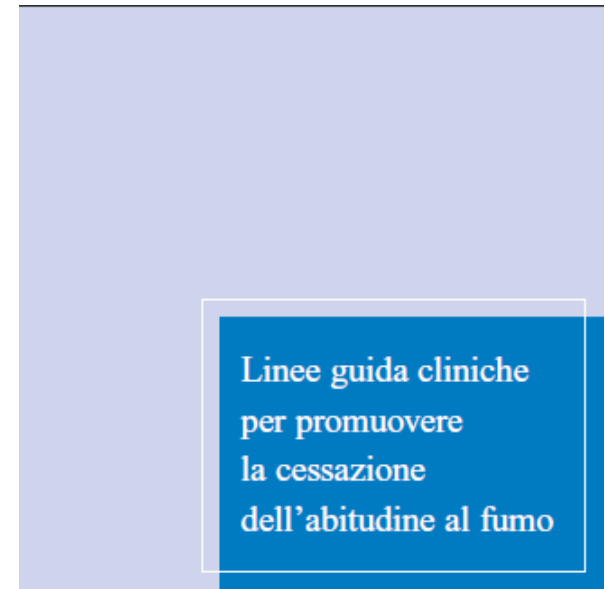 Linee guida cliniche
per promuovere
la cessazione
dell’abitudine al fumo